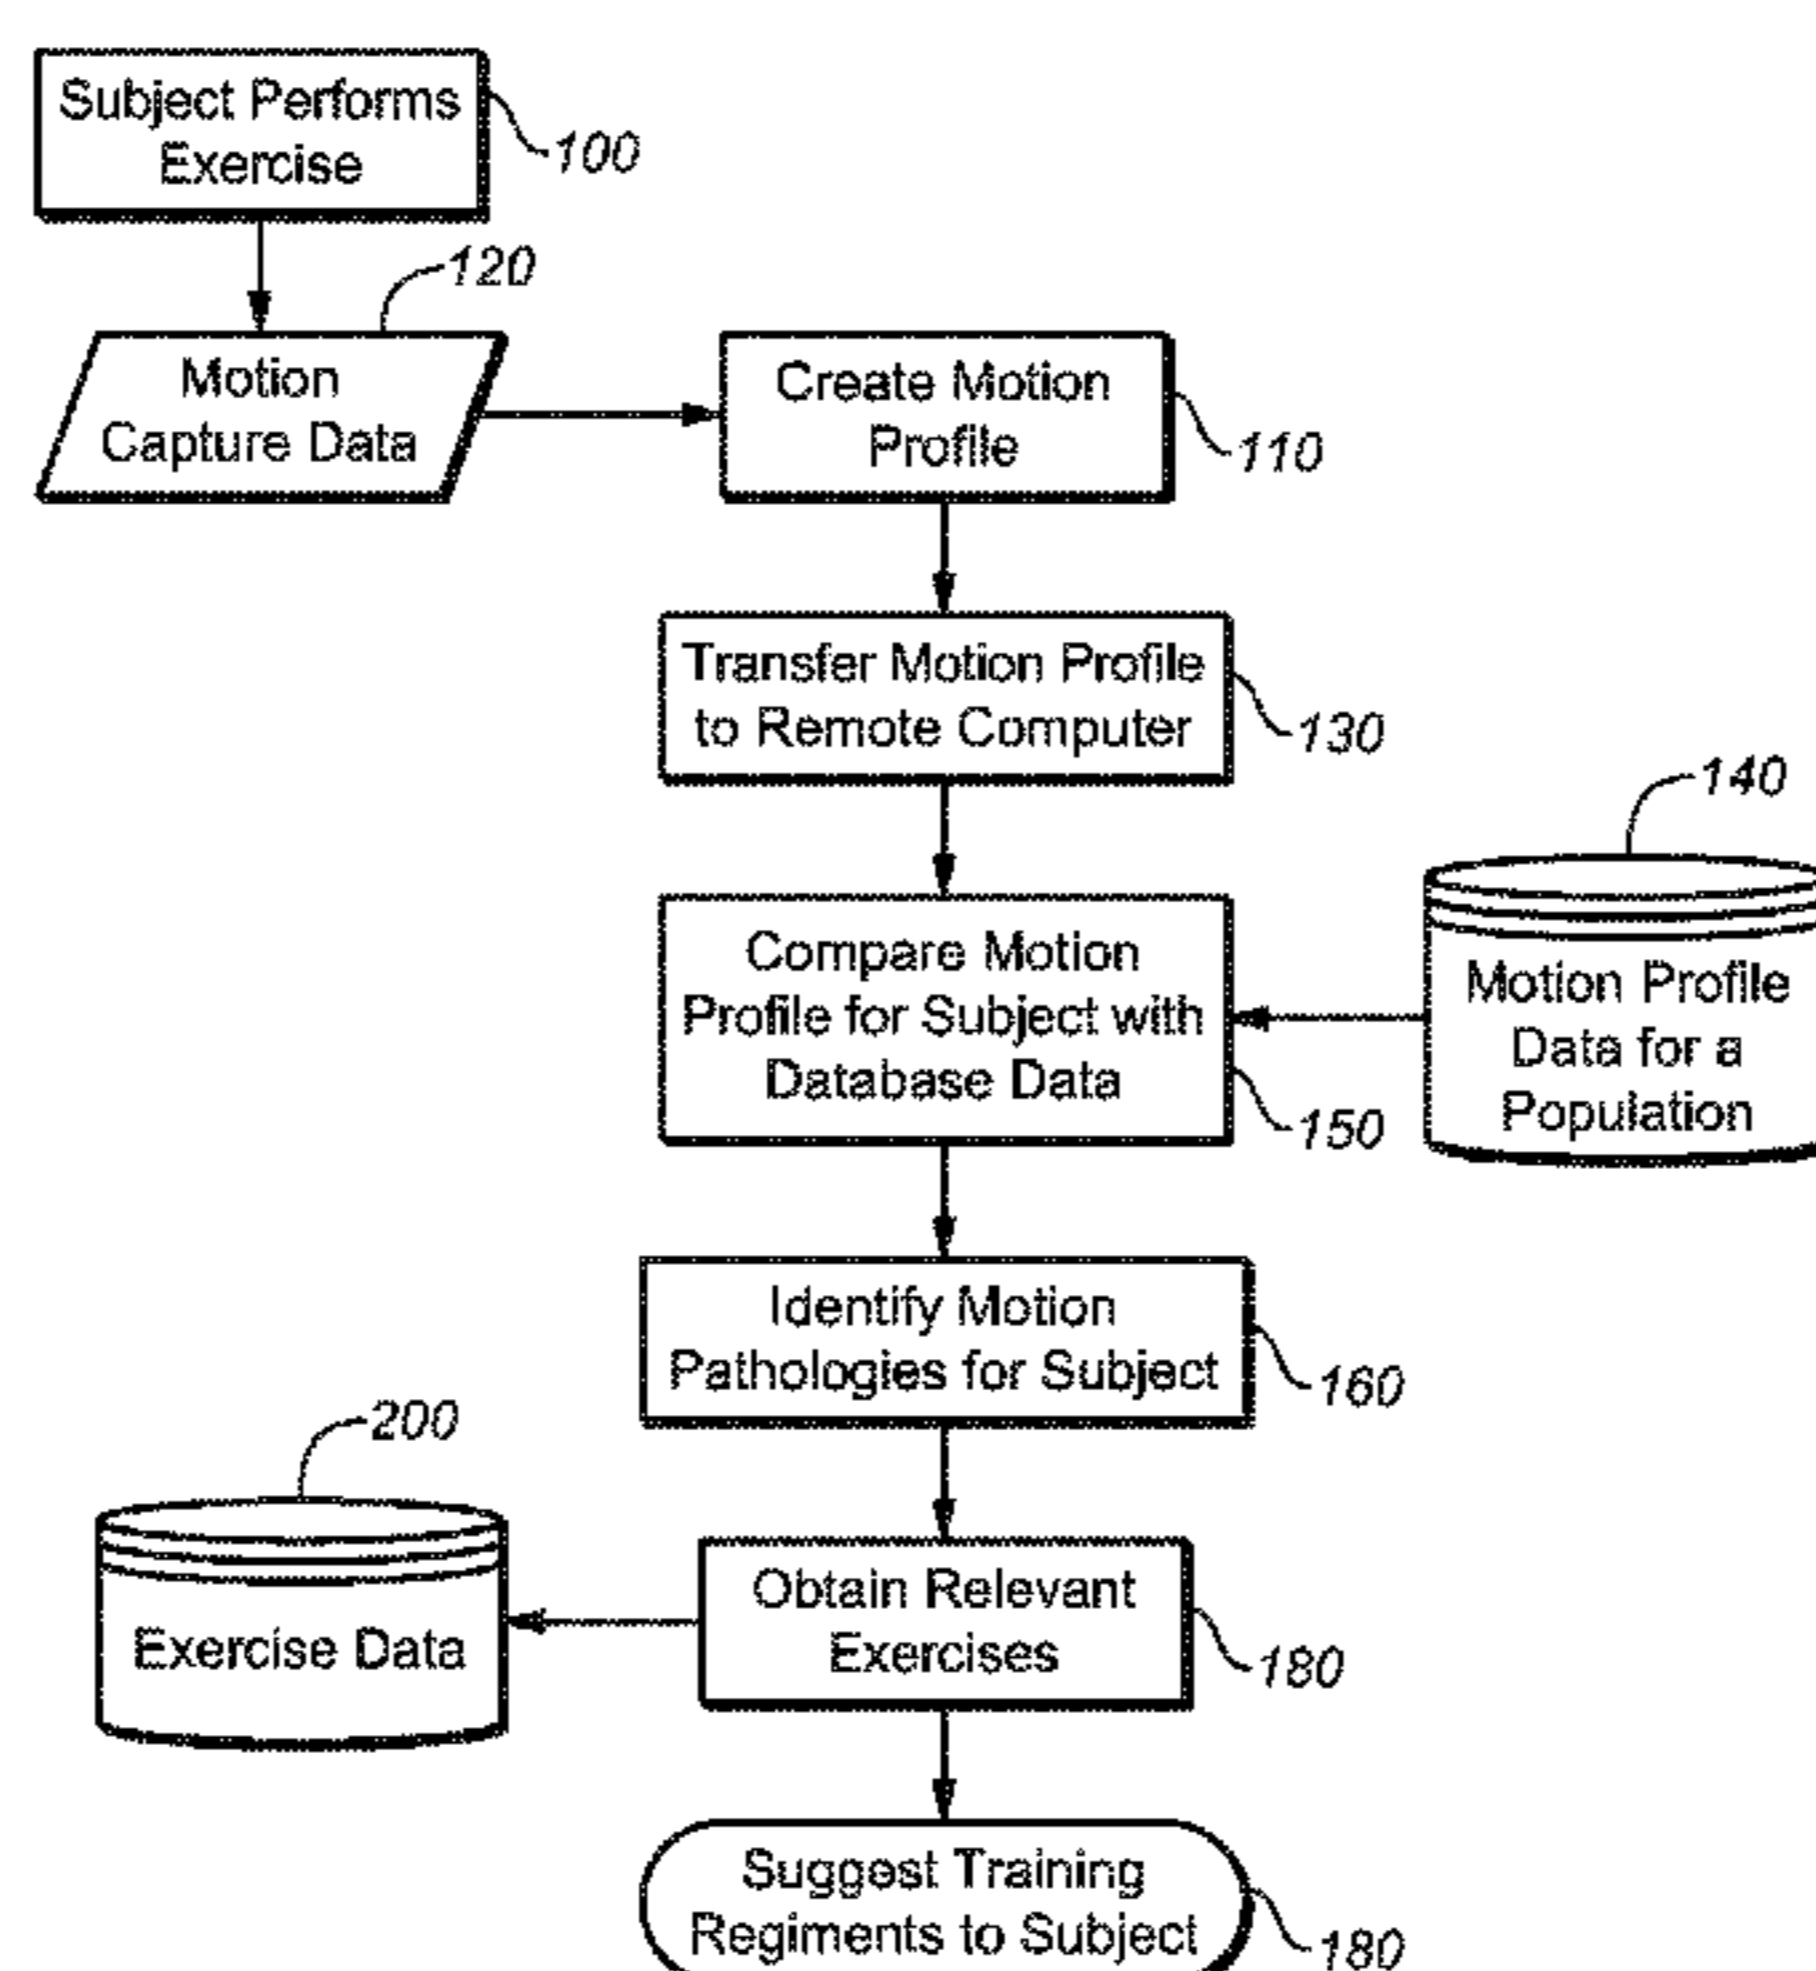 Subject Performs
Exercise
100
120
Motion
Capture Data
Create Motion
Profile
110
Transfer Motion Profile
to Remote Computer
130
140
Compare Motion
Profile for Subject with
Database Data
150
Motion Profile
Data for a
Population
Identify Motion
Pathologies for Subject
160
200
Exercise Data
Obtain Relevant
Exercises
180
Suggest Training
Regiments to Subject
180